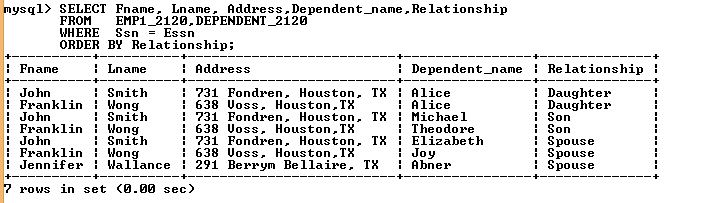 mysql> SELECT Fname, Lname, Address,Dependent_name,Relationship
FROM EMP1_2120,DEPENDENT_2120
WHERE Ssn = Essn
ORDER BY Relationship;
+----------+----------+-------------------------+----------------+--------------+
| Fname | Lname | Address | Dependent_name | Relationship |
+----------+----------+-------------------------+----------------+--------------+
| John | Smith | 731 Fondren, Houston, TX | Alice | Daughter |
| Franklin | Wong | 638 Voss, Houston,TX | Alice | Daughter |
| John | Smith | 731 Fondren, Houston, TX | Michael | Son |
| Franklin | Wong | 638 Voss, Houston,TX | Theodore | Son |
| John | Smith | 731 Fondren, Houston, TX | Elizabeth | Spouse |
| Franklin | Wong | 638 Voss, Houston,TX | Joy | Spouse |
| Jennifer | Wallance | 291 Berrym Bellaire, TX | Abner | Spouse |
+----------+----------+-------------------------+----------------+--------------+
7 rows in set (0.00 sec)